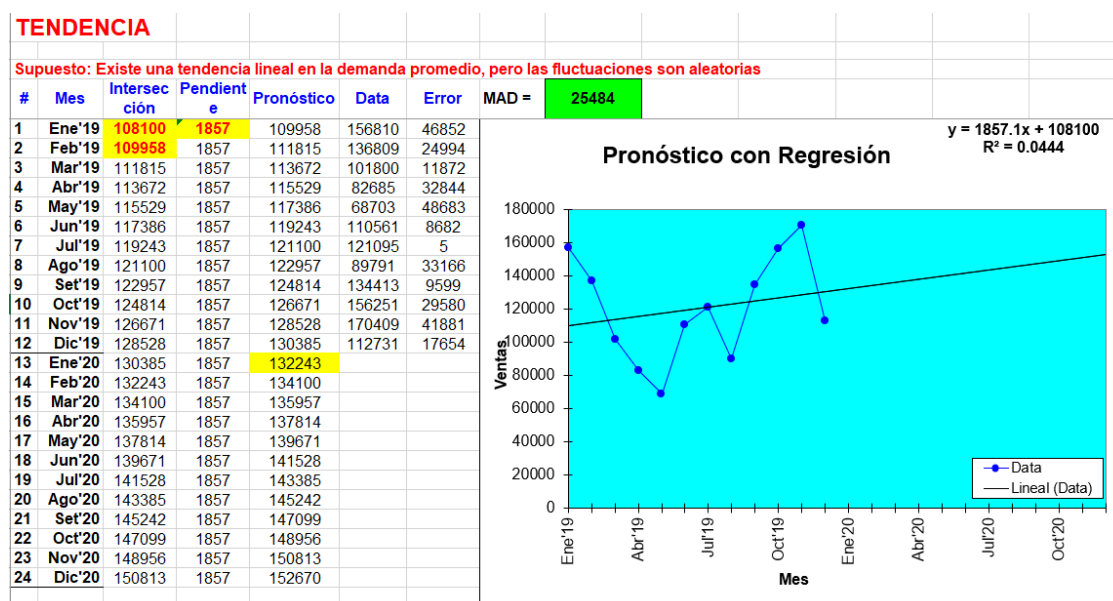 TENDENCIA
Supuesto: Existe una tendencia lineal en la demanda promedio, pero las fluctuaciones son aleatorias
# Mes Intersección Pendiente Pronóstico Data Error MAD = 25484
1 Ene'19 108100 1857 109958 156810 46852
2 Feb'19 109958 1857 111815 136809 24994
3 Mar'19 111815 1857 113672 101800 11872
4 Abr'19 113672 1857 115529 82685 32844
5 May'19 115529 1857 117386 68703 48683
6 Jun'19 117386 1857 119243 110561 8682
7 Jul'19 119243 1857 121100 121095 5
8 Ago'19 121100 1857 122957 89791 33166
9 Set'19 122957 1857 124814 134413 9599
10 Oct'19 124814 1857 126671 156251 29580
11 Nov'19 126671 1857 128528 170409 41881
12 Dic'19 128528 1857 130385 112731 17654
13 Ene'20 130385 1857 132243
14 Feb'20 132243 1857 134100
15 Mar'20 134100 1857 135957
16 Abr'20 135957 1857 137814
17 May'20 137814 1857 139671
18 Jun'20 139671 1857 141528
19 Jul'20 141528 1857 143385
20 Ago'20 143385 1857 145242
21 Set'20 145242 1857 147099
22 Oct'20 147099 1857 148956
23 Nov'20 148956 1857 150813
24 Dic'20 150813 1857 152670
y = 1857.1x + 108100
R² = 0.0444
Pronóstico con Regresión
180000
160000
140000
120000
100000
80000
60000
40000
20000
0
Ventas
Ene'19 Abr'19 Jul'19 Oct'19 Ene'20 Abr'20 Jul'20 Oct'20
Mes
Data
Lineal (Data)